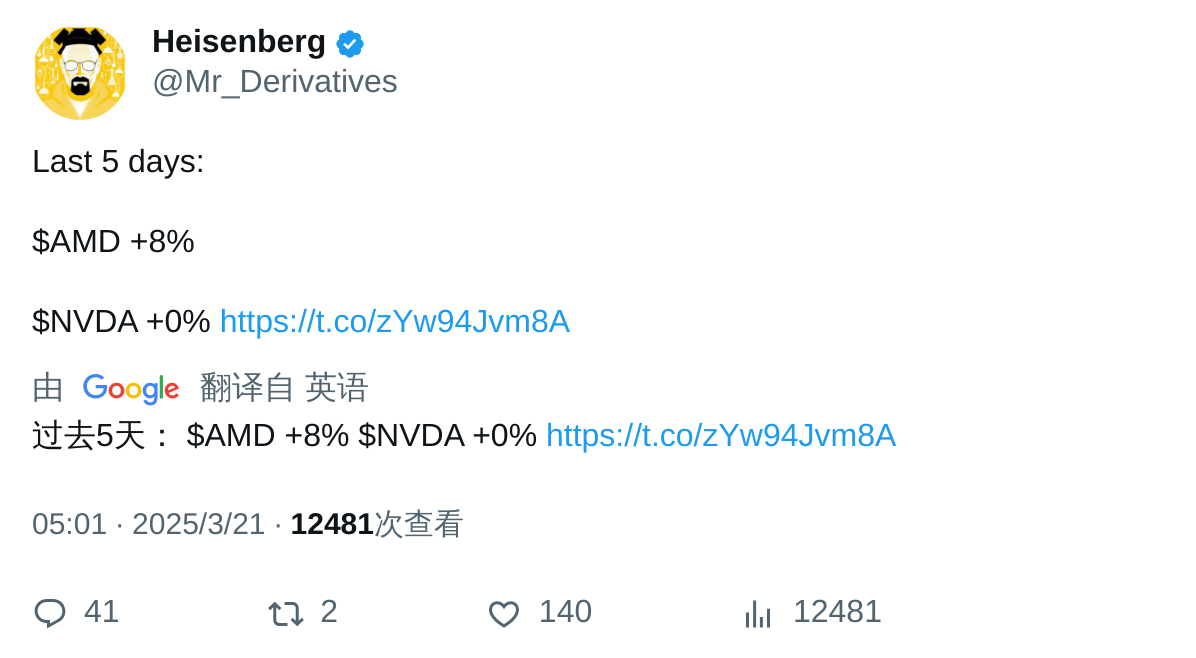 Heisenberg
@Mr_Derivatives
Last 5 days:
$AMD +8%
$NVDA +0% https://t.co/zYw94Jvm8A
由 Google 翻译自 英语
过去5天： $AMD +8% $NVDA +0% https://t.co/zYw94Jvm8A
05:01 · 2025/3/21 · 12481次查看
41 2 140 12481